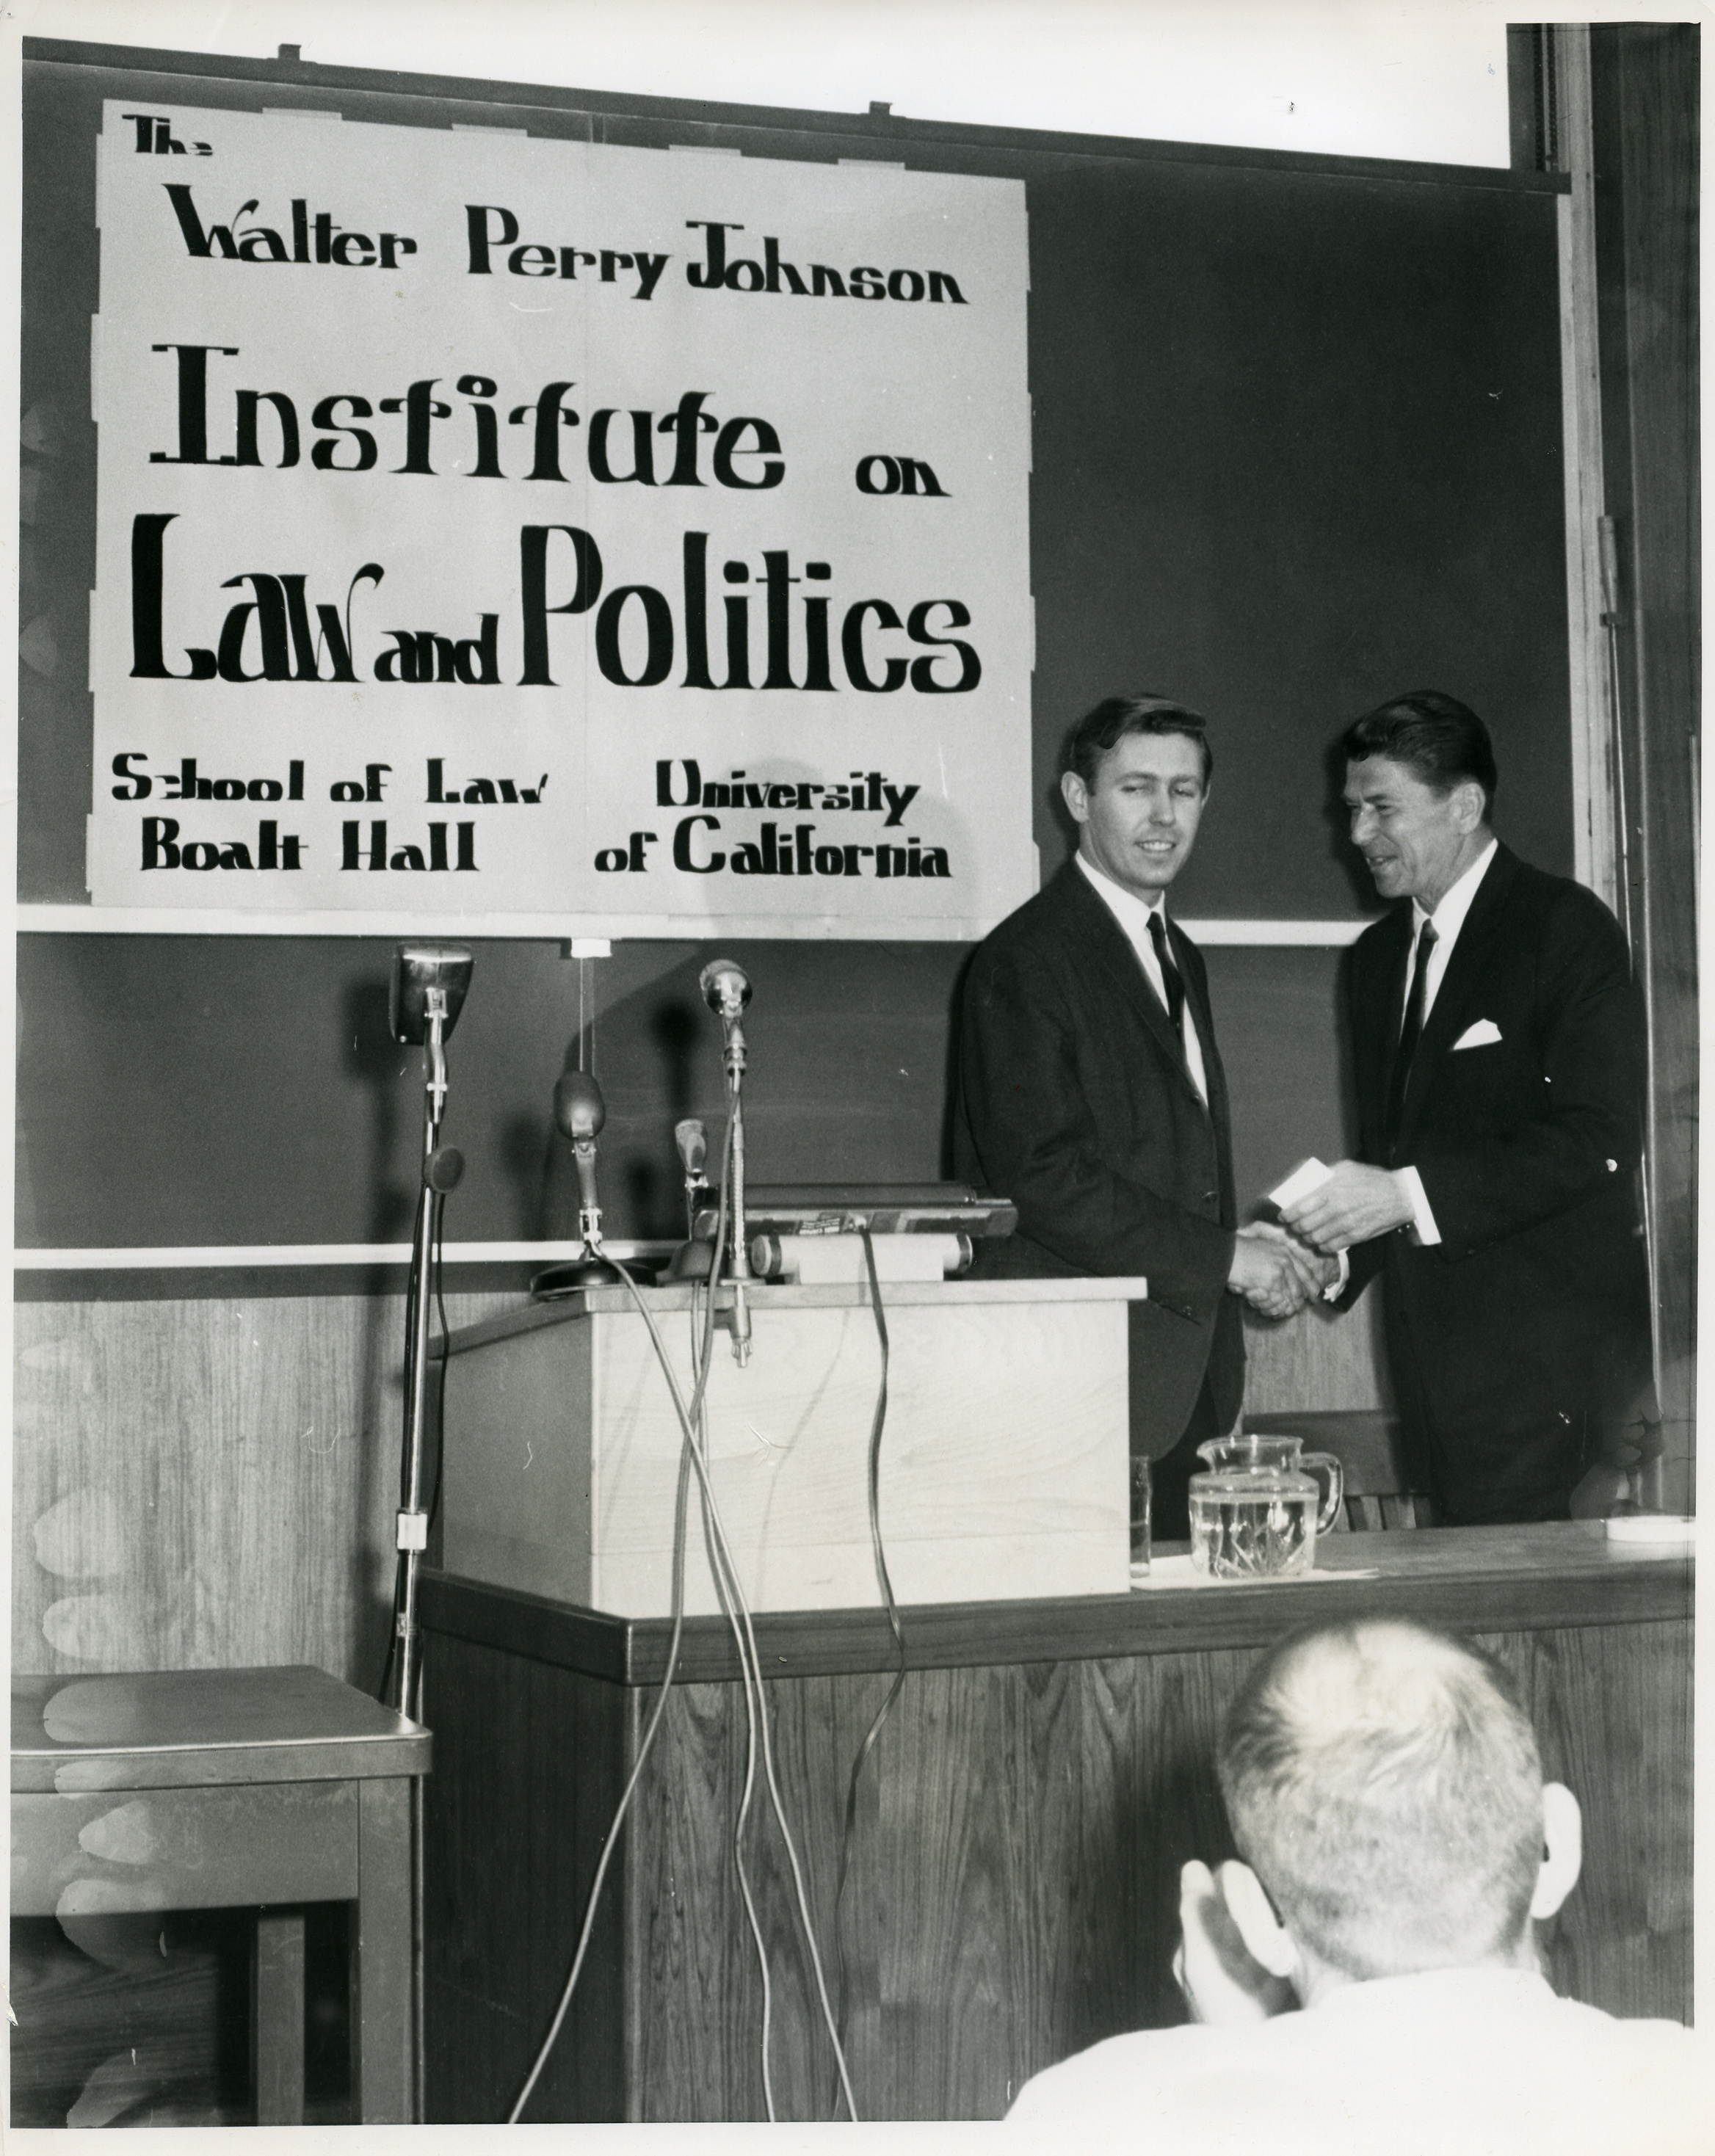 The
Walter Perry Johnson
Institute on
Law and Politics
School of Law
Boalt Hall
University
of California